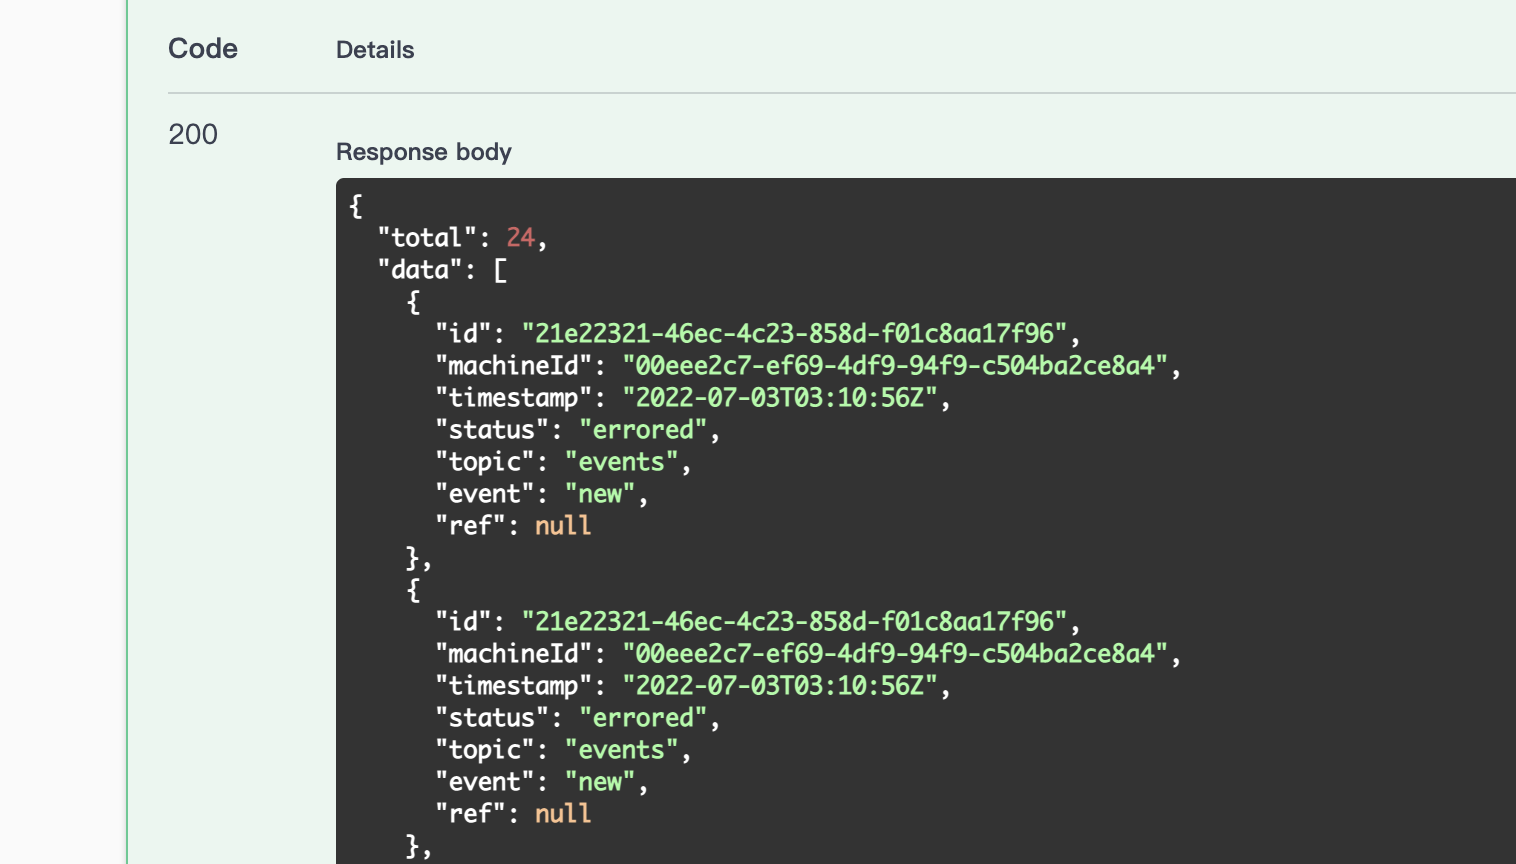 Code Details
200
Response body
{
"total": 24,
"data": [
{
"id": "21e22321-46ec-4c23-858d-f01c8aa17f96",
"machineId": "00eee2c7-ef69-4df9-94f9-c504ba2ce8a4",
"timestamp": "2022-07-03T03:10:56Z",
"status": "errored",
"topic": "events",
"event": "new",
"ref": null
},
{
"id": "21e22321-46ec-4c23-858d-f01c8aa17f96",
"machineId": "00eee2c7-ef69-4df9-94f9-c504ba2ce8a4",
"timestamp": "2022-07-03T03:10:56Z",
"status": "errored",
"topic": "events",
"event": "new",
"ref": null
},